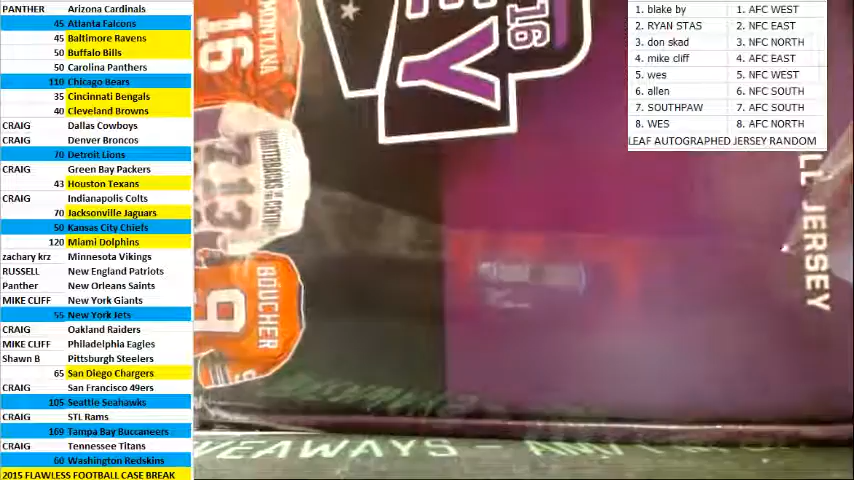 PANTHER Arizona Cardinals
45 Atlanta Falcons
45 Baltimore Ravens
50 Buffalo Bills
50 Carolina Panthers
110 Chicago Bears
35 Cincinnati Bengals
40 Cleveland Browns
CRAIG Dallas Cowboys
CRAIG Denver Broncos
70 Detroit Lions
CRAIG Green Bay Packers
43 Houston Texans
CRAIG Indianapolis Colts
70 Jacksonville Jaguars
50 Kansas City Chiefs
120 Miami Dolphins
zachary krz Minnesota Vikings
RUSSELL New England Patriots
Panther New Orleans Saints
MIKE CLIFF New York Giants
55 New York Jets
CRAIG Oakland Raiders
MIKE CLIFF Philadelphia Eagles
Shawn B Pittsburgh Steelers
65 San Diego Chargers
CRAIG San Francisco 49ers
105 Seattle Seahawks
CRAIG STL Rams
169 Tampa Bay Buccaneers
CRAIG Tennessee Titans
60 Washington Redskins
2015 FLAWLESS FOOTBALL CASE BREAK
MONTANA
16
QUARTERBACKS
713
BOUCHER
9
EY
16
1. blake by 1. AFC WEST
2. RYAN STAS 2. NFC EAST
3. don skad 3. NFC NORTH
4. mike cliff 4. AFC EAST
5. wes 5. NFC WEST
6. allen 6. NFC SOUTH
7. SOUTHPAW 7. AFC SOUTH
8. WES 8. AFC NORTH
LEAF AUTOGRAPHED JERSEY RANDOM
LL JERSEY
VEAWAYS -